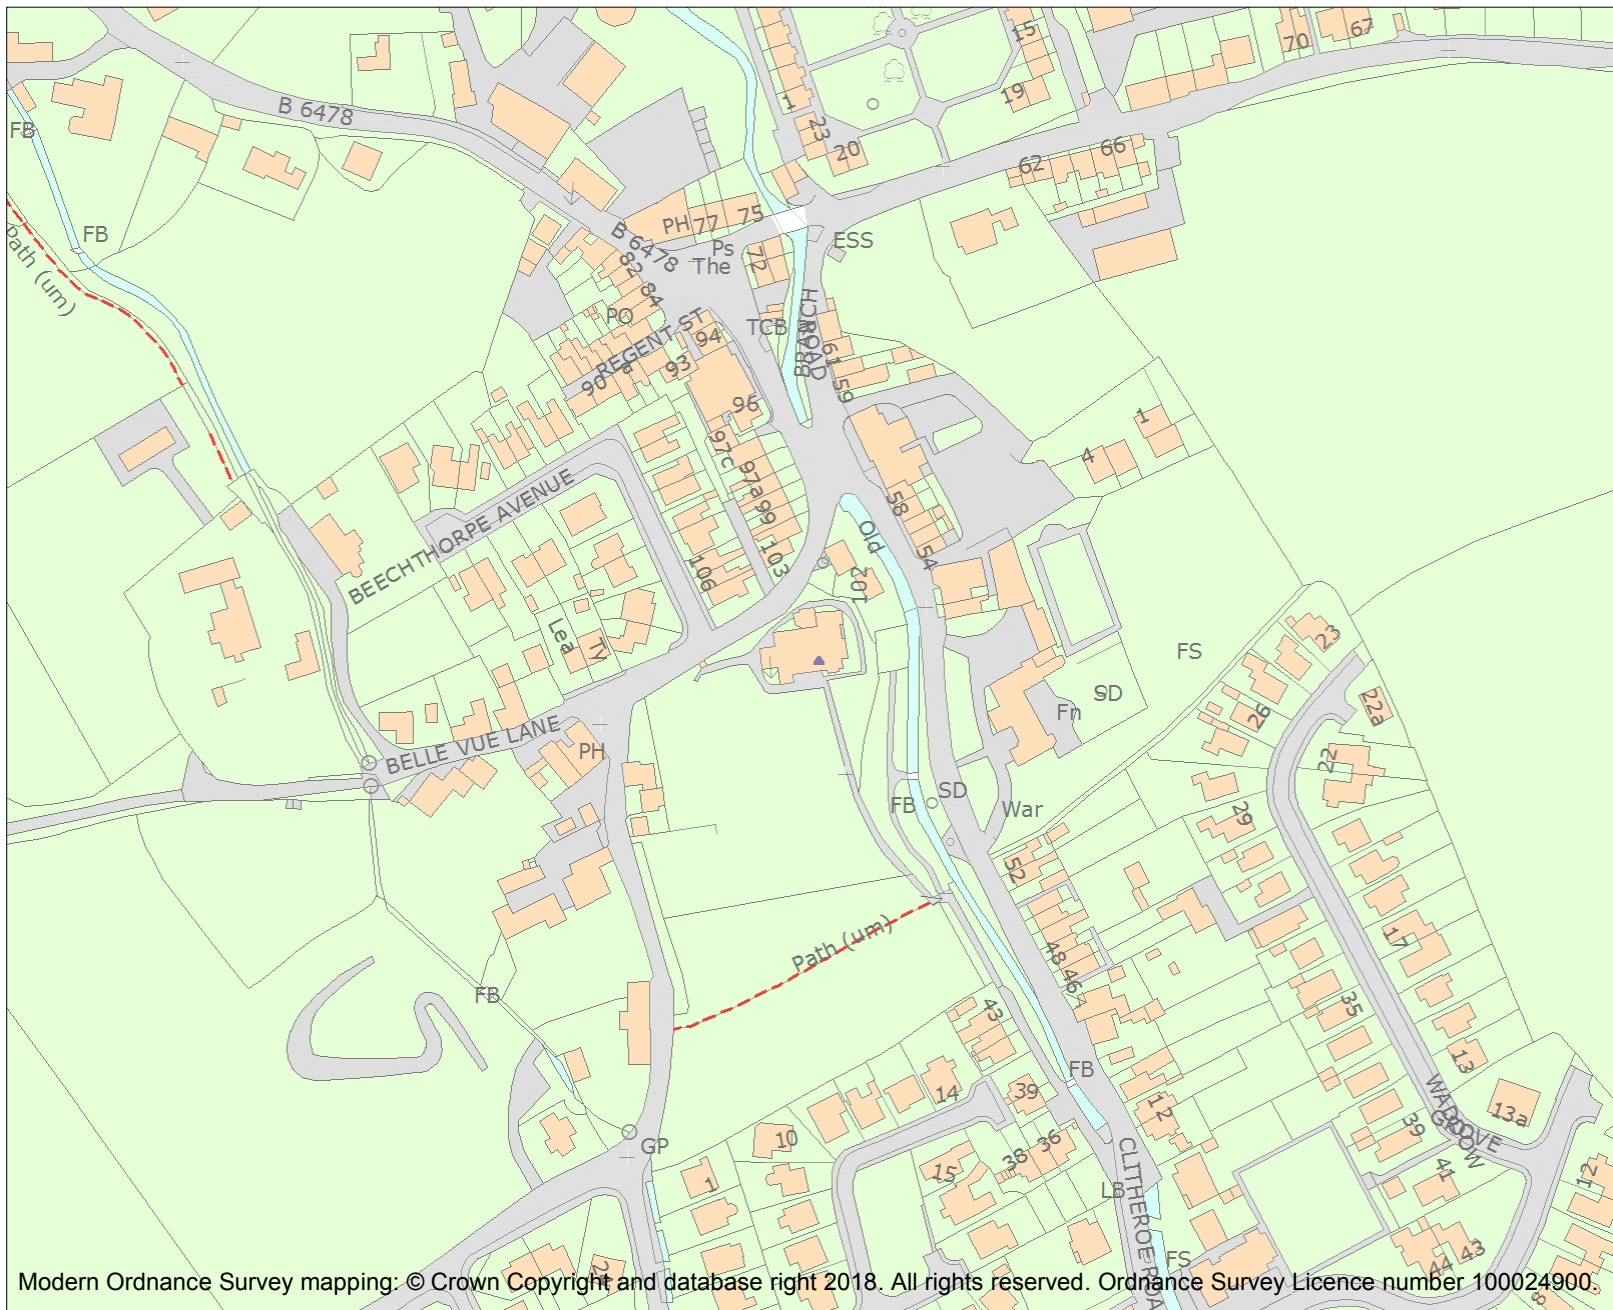 15
70
67
1
19
B 6478
23
20
FB
62
66
PH
77
75
B 6478
Ps
The
72
ESS
FB
Path (um)
82
84
PO
REGENT ST
94
TCB
BRANCH
ROAD
61
59
93
90
a
96
1
4
97c
97a
99
103
106
58
Old
54
102
BEECHTHORPE AVENUE
Lea
Ty
FS
23
SD
Fn
26
22a
22
BELLE VUE LANE
PH
FB
SD
War
29
52
Path (um)
48
46
17
FB
43
35
FB
14
39
13
12
WADDOW
GROVE
13a
39
10
GP
1
15
38
36
41
12
LB
CLITHEROE ROA
FS
24
44
43
8
Modern Ordnance Survey mapping: © Crown Copyright and database right 2018. All rights reserved. Ordnance Survey Licence number 100024900.